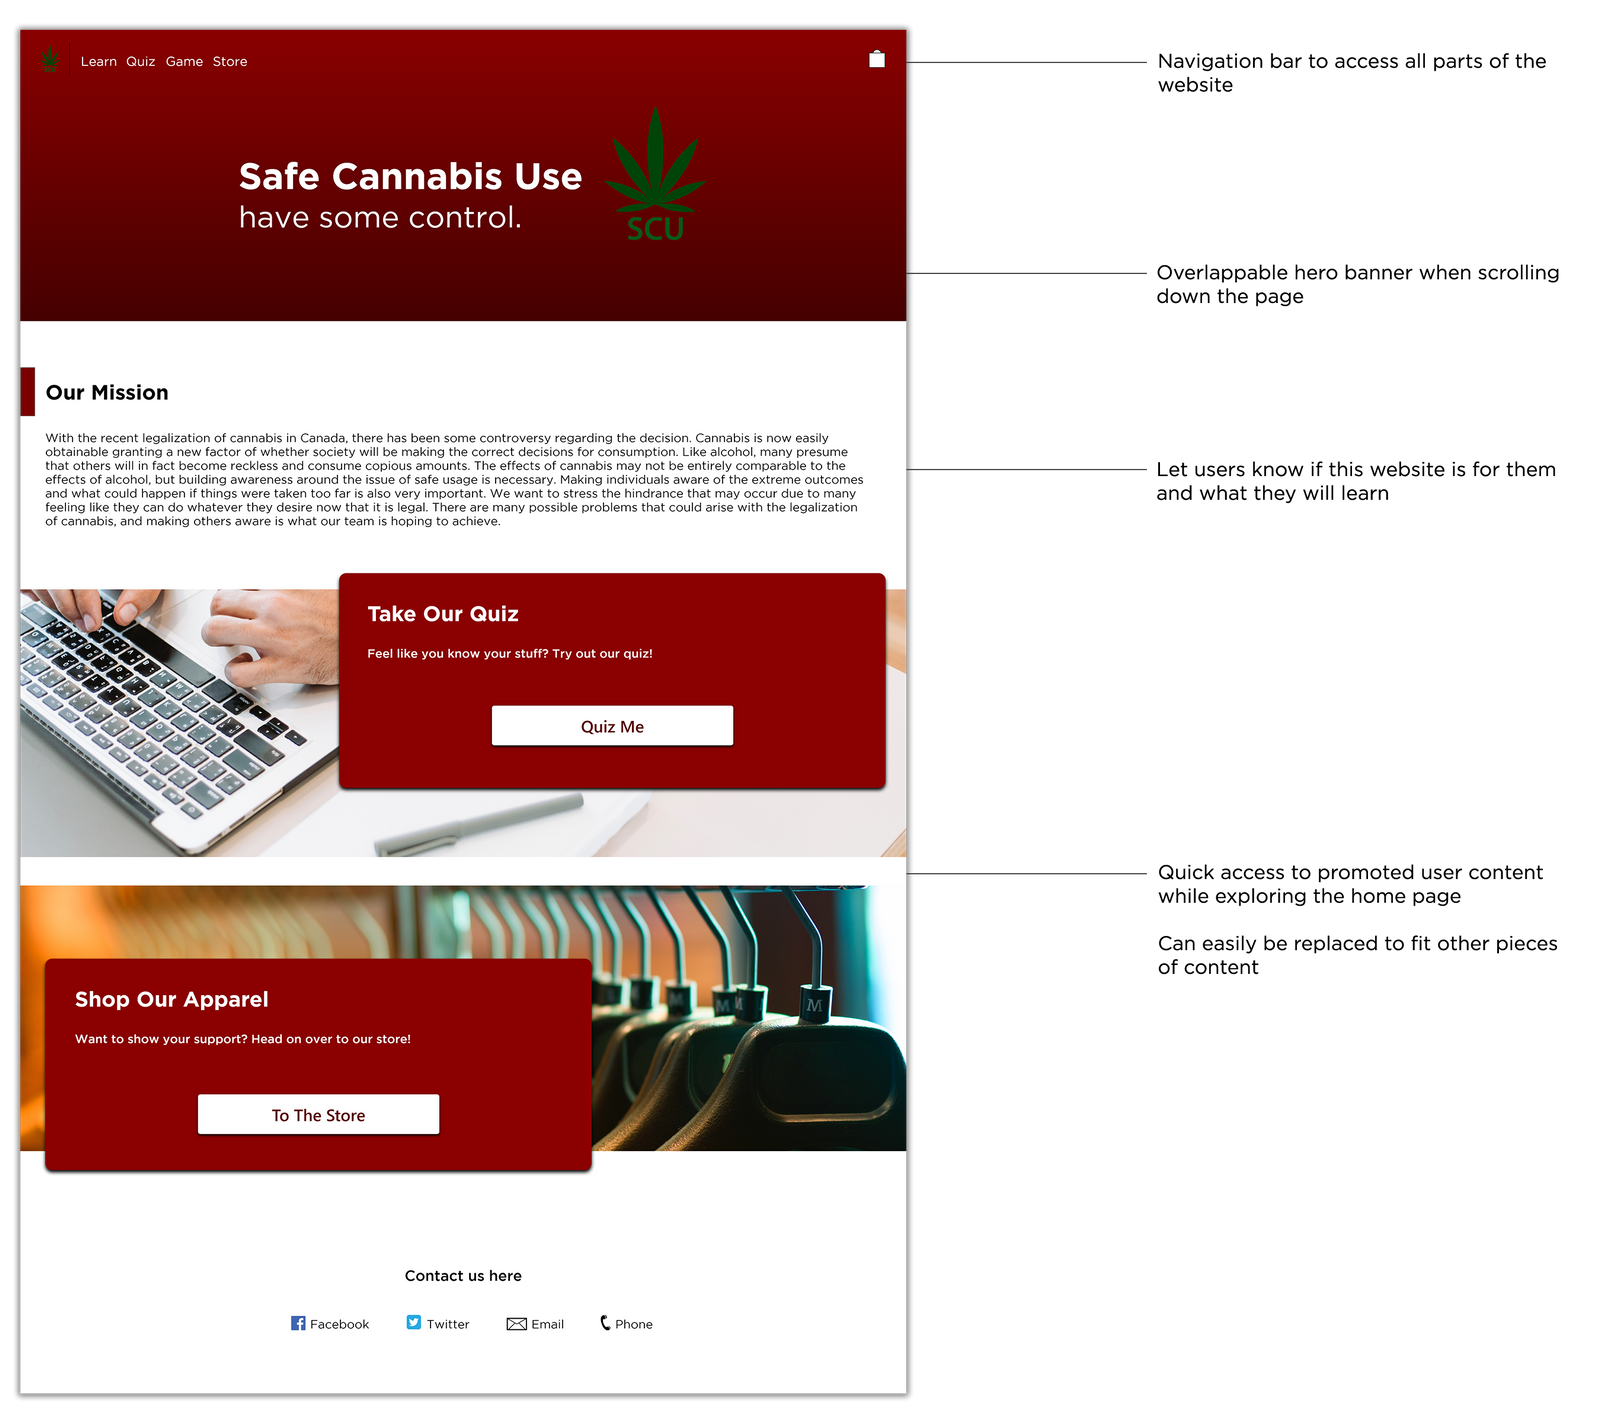 Learn Quiz Game Store
Safe Cannabis Use
have some control.
SCU
Our Mission
With the recent legalization of cannabis in Canada, there has been some controversy regarding the decision. Cannabis is now easily
obtainable granting a new factor of whether society will be making the correct decisions for consumption. Like alcohol, many presume
that others will in fact become reckless and consume copious amounts. The effects of cannabis may not be entirely comparable to the
effects of alcohol, but building awareness around the issue of safe usage is necessary. Making individuals aware of the extreme outcomes
and what could happen if things were taken too far is also very important. We want to stress the hindrance that may occur due to many
feeling like they can do whatever they desire now that it is legal. There are many possible problems that could arise with the legalization
of cannabis, and making others aware is what our team is hoping to achieve.
Take Our Quiz
Feel like you know your stuff? Try out our quiz!
Quiz Me
Shop Our Apparel
Want to show your support? Head on over to our store!
To The Store
M
M
M
M
Contact us here
Facebook
Twitter
Email
Phone
Navigation bar to access all parts of the
website
Overlappable hero banner when scrolling
down the page
Let users know if this website is for them
and what they will learn
Quick access to promoted user content
while exploring the home page
Can easily be replaced to fit other pieces
of content